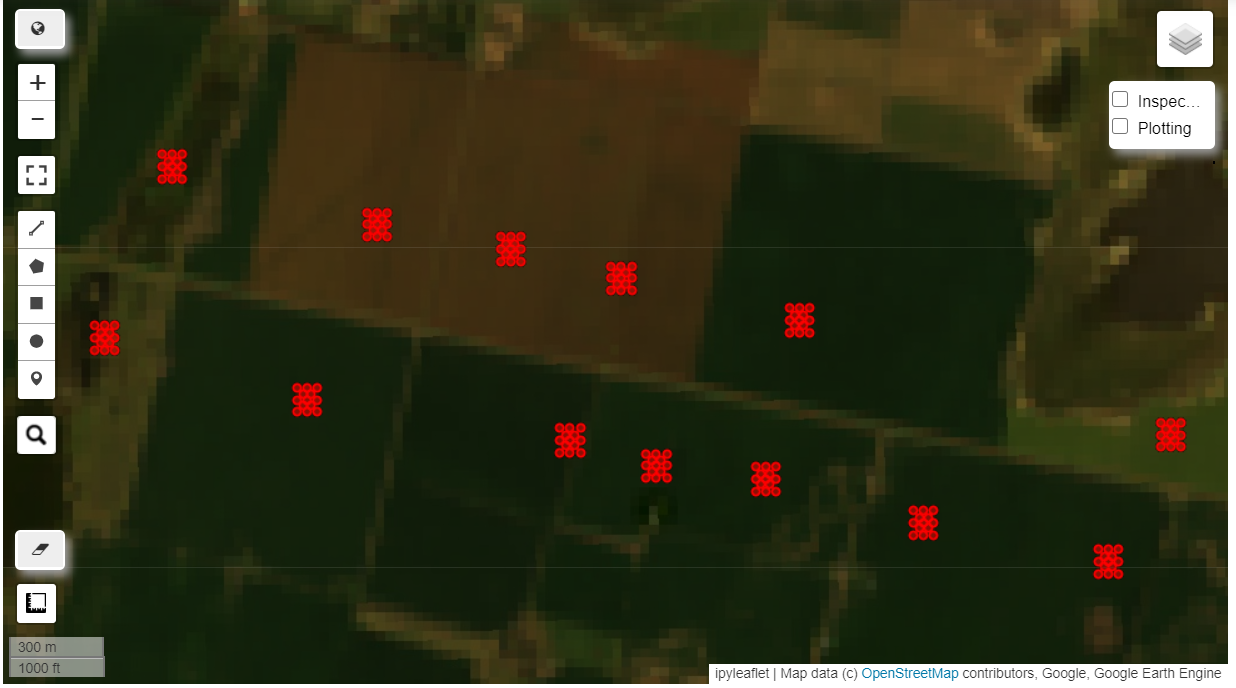 +
Inspec…
Plotting
−
300 m
1000 ft
ipyleaflet | Map data (c) OpenStreetMap contributors, Google, Google Earth Engine